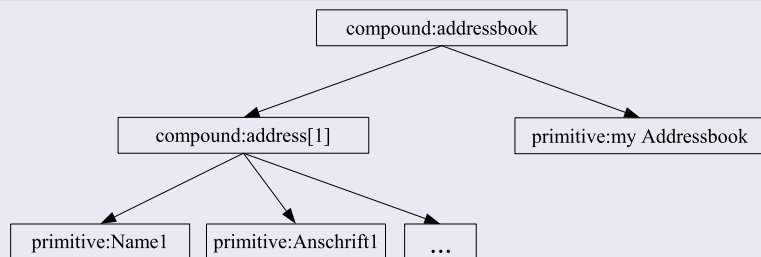 compound:addressbook
compound:address[1]
primitive:my Addressbook
primitive:Name1
primitive:Anschrift1
...